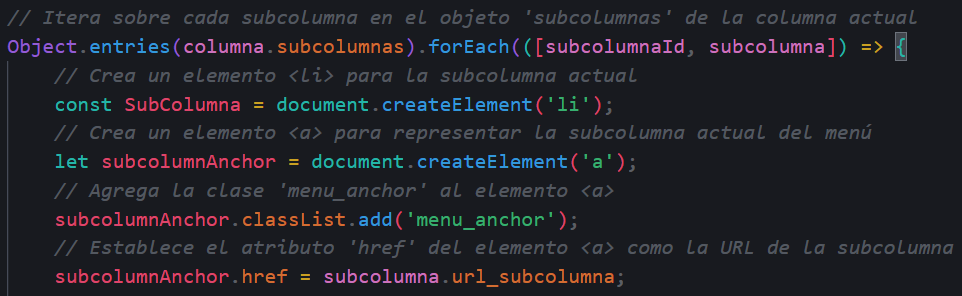 // Itera sobre cada subcolumna en el objeto 'subcolumnas' de la columna actual
Object.entries(columna.subcolumnas).forEach(([subcolumnaId, subcolumna]) => {
// Crea un elemento <li> para la subcolumna actual
const SubColumna = document.createElement('li');
// Crea un elemento <a> para representar la subcolumna actual del menú
let subcolumnAnchor = document.createElement('a');
// Agrega la clase 'menu_anchor' al elemento <a>
subcolumnAnchor.classList.add('menu_anchor');
// Establece el atributo 'href' del elemento <a> como la URL de la subcolumna
subcolumnAnchor.href = subcolumna.url_subcolumna;